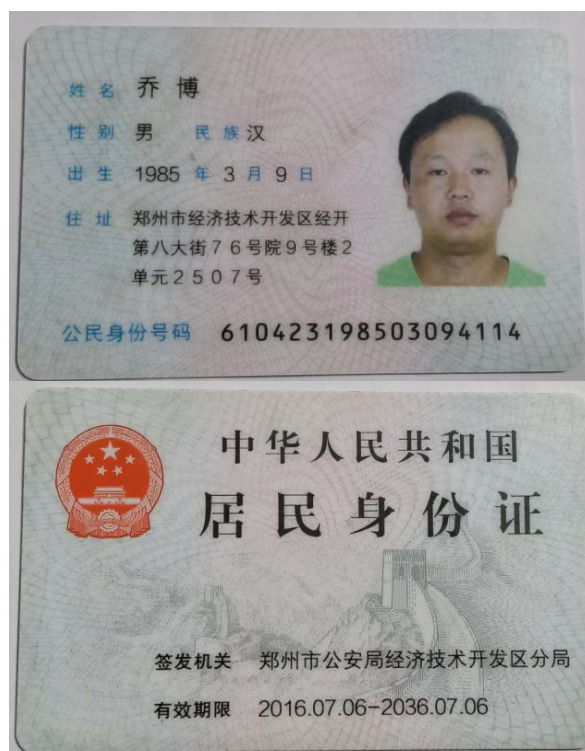 姓名 乔博
性别 男 民族 汉
出生 1985 年 3 月 9 日
住址 郑州市经济技术开发区经开
第八大街76号院9号楼2
单元2507号
公民身份号码 610423198503094114
中华人民共和国
居民身份证
签发机关 郑州市公安局经济技术开发区分局
有效期限 2016.07.06-2036.07.06